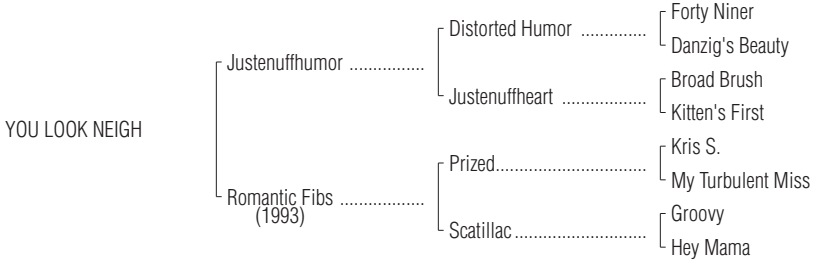 Forty Niner
Distorted Humor ..............
Danzig's Beauty
Justenuffhumor ................
Broad Brush
Justenuffheart ..................
Kitten's First
YOU LOOK NEIGH
Kris S.
Prized................................
My Turbulent Miss
Romantic Fibs ..................
(1993)
Groovy
Scatillac ............................
Hey Mama